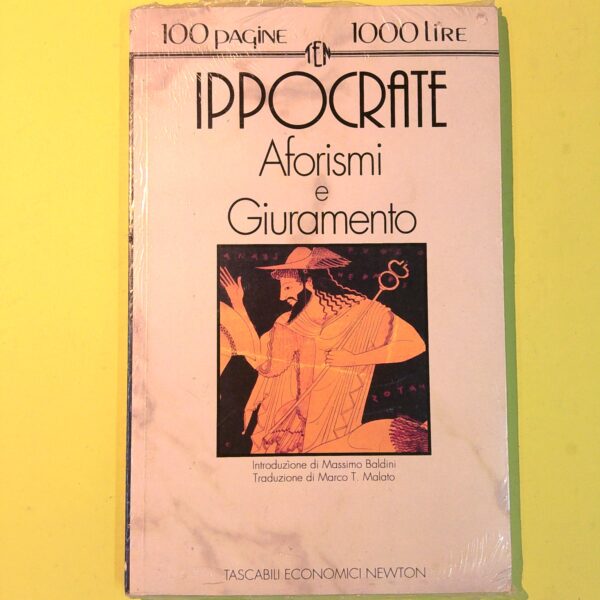 100 PAGINE 1000 LIRE
TEN
IPPOCRATE
Aforismi
e
Giuramento
Introduzione di Massimo Baldini
Traduzione di Marco T. Malato
TASCABILI ECONOMICI NEWTON